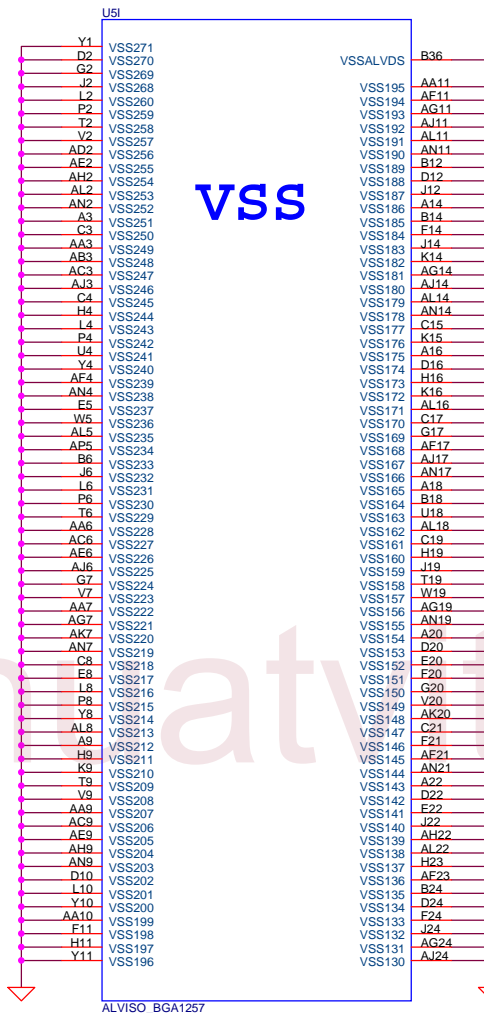 U5I
Y1 VSS271
D2 VSS270
G2 VSS269
J2 VSS268
L2 VSS260
P2 VSS259
T2 VSS258
V2 VSS257
AD2 VSS256
AE2 VSS255
AH2 VSS254
AL2 VSS253
AN2 VSS252
A3 VSS251
C3 VSS250
AA3 VSS249
AB3 VSS248
AC3 VSS247
AJ3 VSS246
C4 VSS245
H4 VSS244
L4 VSS243
P4 VSS242
U4 VSS241
Y4 VSS240
AF4 VSS239
AN4 VSS238
E5 VSS237
W5 VSS236
AL5 VSS235
AP5 VSS234
B6 VSS233
J6 VSS232
L6 VSS231
P6 VSS230
T6 VSS229
AA6 VSS228
AC6 VSS227
AE6 VSS226
AJ6 VSS225
G7 VSS224
V7 VSS223
AA7 VSS222
AG7 VSS221
AK7 VSS220
AN7 VSS219
C8 VSS218
E8 VSS217
L8 VSS216
P8 VSS215
Y8 VSS214
AL8 VSS213
A9 VSS212
H9 VSS211
K9 VSS210
T9 VSS209
V9 VSS208
AA9 VSS207
AC9 VSS206
AE9 VSS205
AH9 VSS204
AN9 VSS203
D10 VSS202
L10 VSS201
Y10 VSS200
AA10 VSS199
F11 VSS198
H11 VSS197
Y11 VSS196
VSS
VSSALVDS B36
VSS195 AA11
VSS194 AF11
VSS193 AG11
VSS192 AJ11
VSS191 AL11
VSS190 AN11
VSS189 B12
VSS188 D12
VSS187 J12
VSS186 A14
VSS185 B14
VSS184 F14
VSS183 J14
VSS182 K14
VSS181 AG14
VSS180 AJ14
VSS179 AL14
VSS178 AN14
VSS177 C15
VSS176 K15
VSS175 A16
VSS174 D16
VSS173 H16
VSS172 K16
VSS171 AL16
VSS170 C17
VSS169 G17
VSS168 AF17
VSS167 AJ17
VSS166 AN17
VSS165 A18
VSS164 B18
VSS163 U18
VSS162 AL18
VSS161 C19
VSS160 H19
VSS159 J19
VSS158 T19
VSS157 W19
VSS156 AG19
VSS155 AN19
VSS154 A20
VSS153 D20
VSS152 E20
VSS151 F20
VSS150 G20
VSS149 V20
VSS148 AK20
VSS147 C21
VSS146 F21
VSS145 AF21
VSS144 AN21
VSS143 A22
VSS142 D22
VSS141 E22
VSS140 J22
VSS139 AH22
VSS138 AL22
VSS137 H23
VSS136 AF23
VSS135 B24
VSS134 D24
VSS133 F24
VSS132 J24
VSS131 AG24
VSS130 AJ24
ALVISO_BGA1257